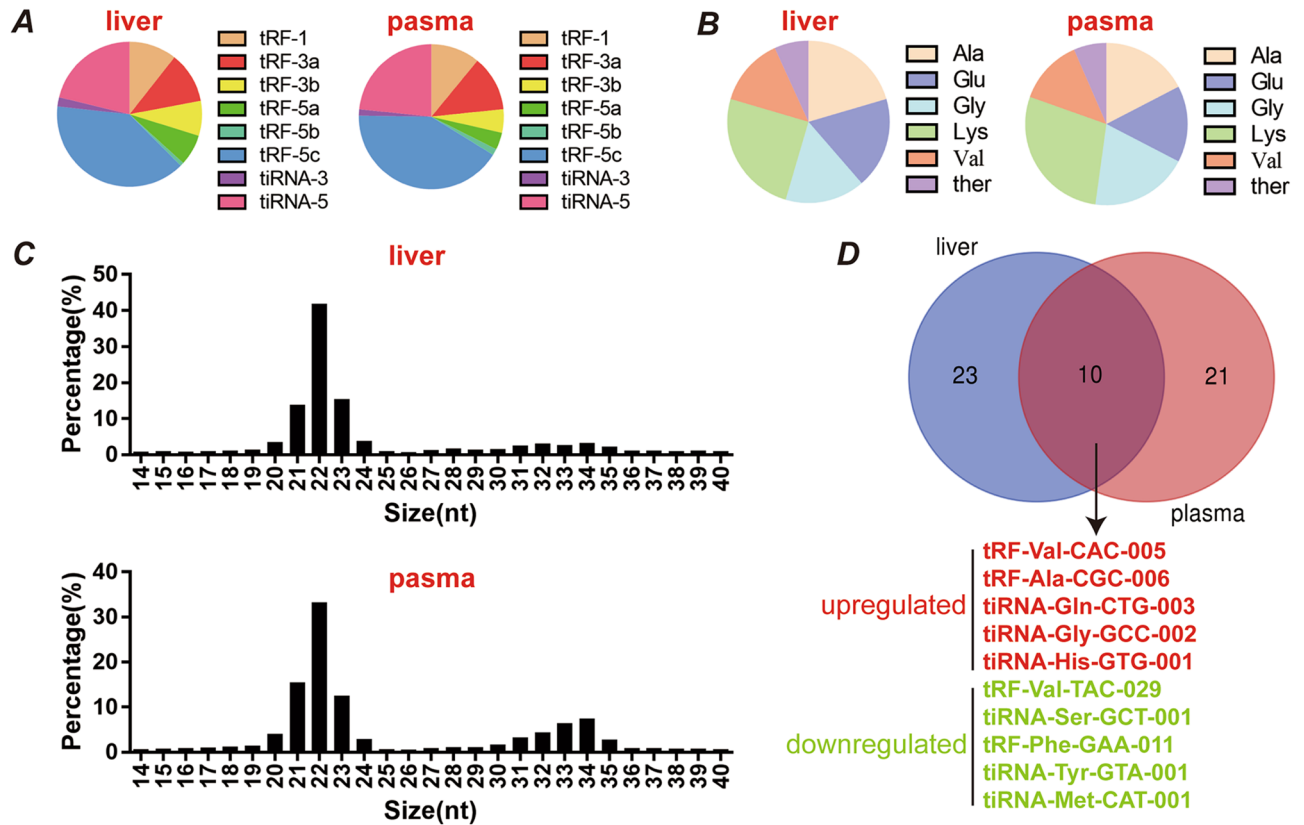 A
liver
tRF-1
tRF-3a
tRF-3b
tRF-5a
tRF-5b
tRF-5c
tiRNA-3
tiRNA-5
pasma
tRF-1
tRF-3a
tRF-3b
tRF-5a
tRF-5b
tRF-5c
tiRNA-3
tiRNA-5
B
liver
Ala
Glu
Gly
Lys
Val
ther
pasma
Ala
Glu
Gly
Lys
Val
ther
C
liver
Percentage(%)
50
40
30
20
10
0
14 15 16 17 18 19 20 21 22 23 24 25 26 27 28 29 30 31 32 33 34 35 36 37 38 39 40
Size(nt)
pasma
Percentage(%)
40
30
20
10
0
14 15 16 17 18 19 20 21 22 23 24 25 26 27 28 29 30 31 32 33 34 35 36 37 38 39 40
Size(nt)
D
liver
23 10 21
plasma
upregulated
tRF-Val-CAC-005
tRF-Ala-CGC-006
tiRNA-Gln-CTG-003
tiRNA-Gly-GCC-002
tiRNA-His-GTG-001
downregulated
tRF-Val-TAC-029
tiRNA-Ser-GCT-001
tRF-Phe-GAA-011
tiRNA-Tyr-GTA-001
tiRNA-Met-CAT-001